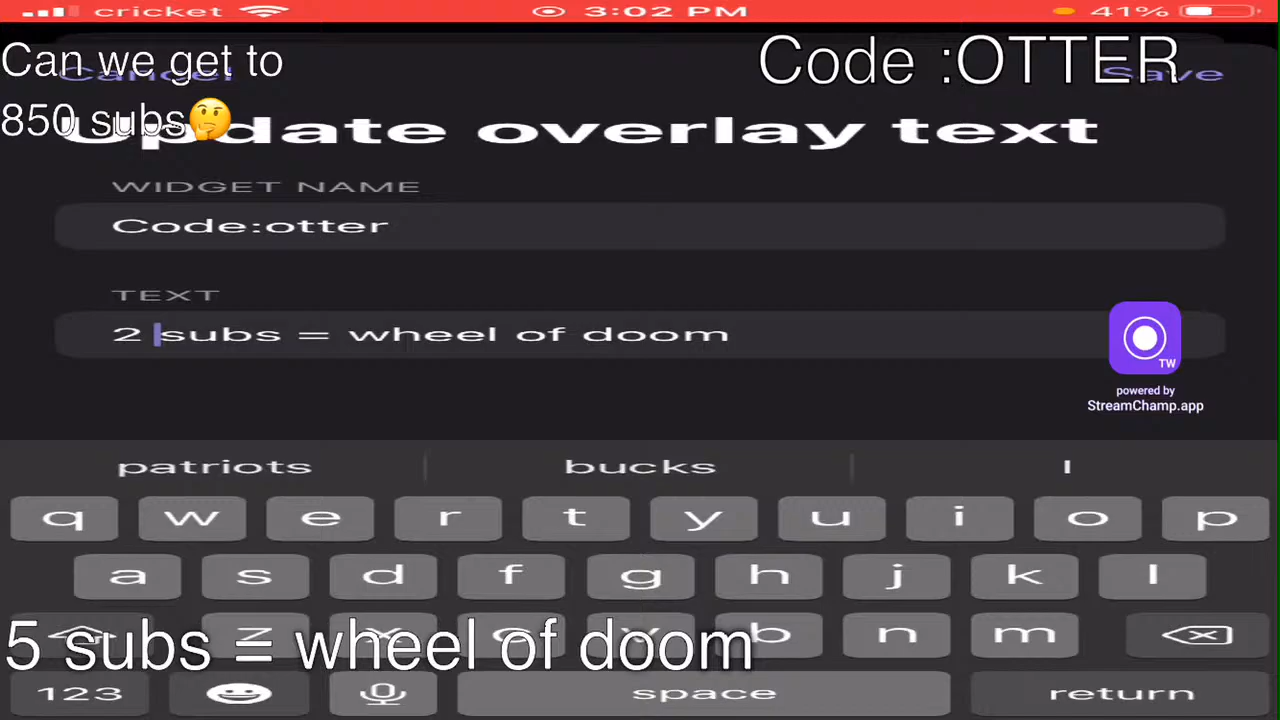 cricket 3:02 PM 41%
Can we get to
850 subs🤔
Code :OTTER
Cancel Save
Update overlay text
WIDGET NAME
Code:otter
TEXT
2 subs = wheel of doom
TW
powered by
StreamChamp.app
patriots bucks I
q w e r t y u i o p
a s d f g h j k l
z x c v b n m
5 subs = wheel of doom
123 space return